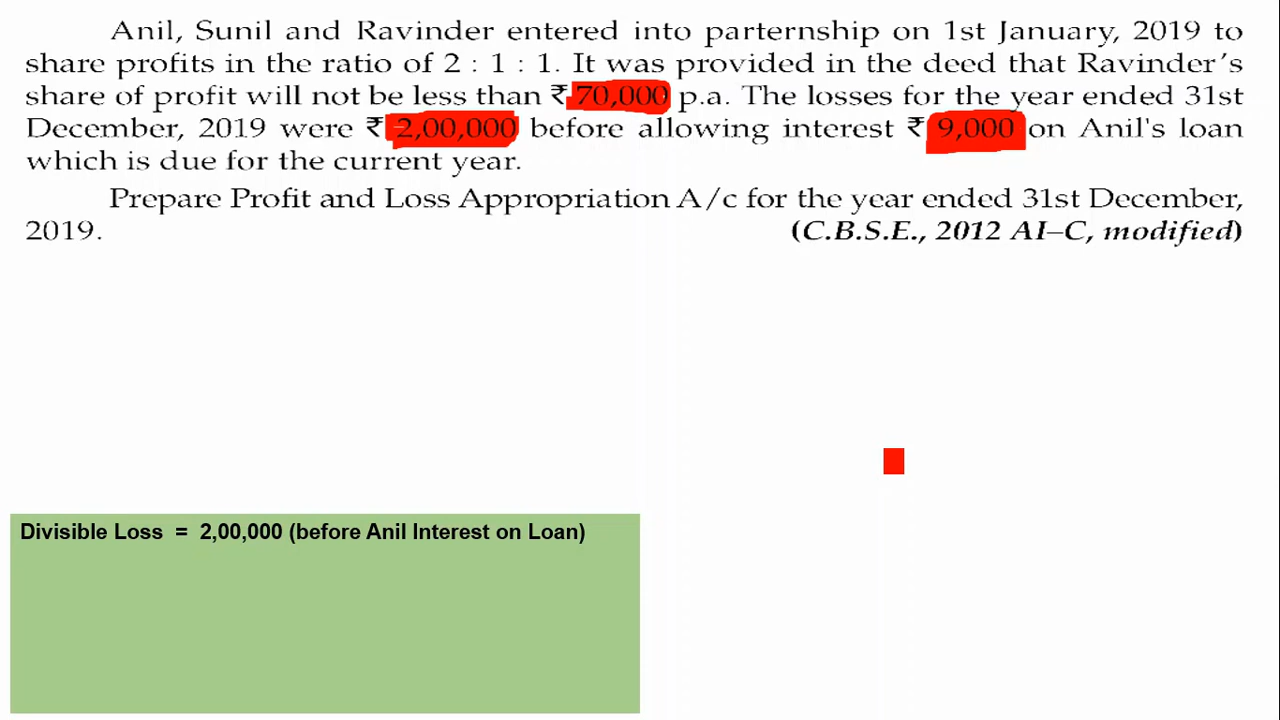 Anil, Sunil and Ravinder entered into parternship on 1st January, 2019 to
share profits in the ratio of 2 : 1 : 1. It was provided in the deed that Ravinder's
share of profit will not be less than ₹ 70,000 p.a. The losses for the year ended 31st
December, 2019 were ₹ 2,00,000 before allowing interest ₹ 9,000 on Anil's loan
which is due for the current year.
Prepare Profit and Loss Appropriation A/c for the year ended 31st December,
2019. (C.B.S.E., 2012 AI–C, modified)
Divisible Loss = 2,00,000 (before Anil Interest on Loan)